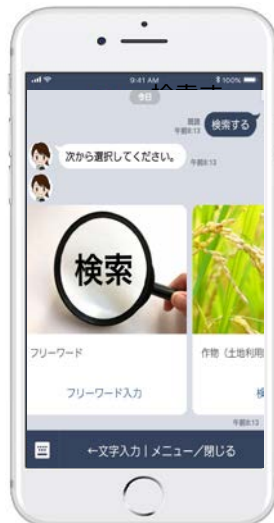 9:41 AM
100%
今日
既読
午前8:13
検索する
次から選択してください。
午前8:13
検索
フリーワード
フリーワード入力
作物（土地利用
午前8:13
←文字入力 | メニュー／閉じる